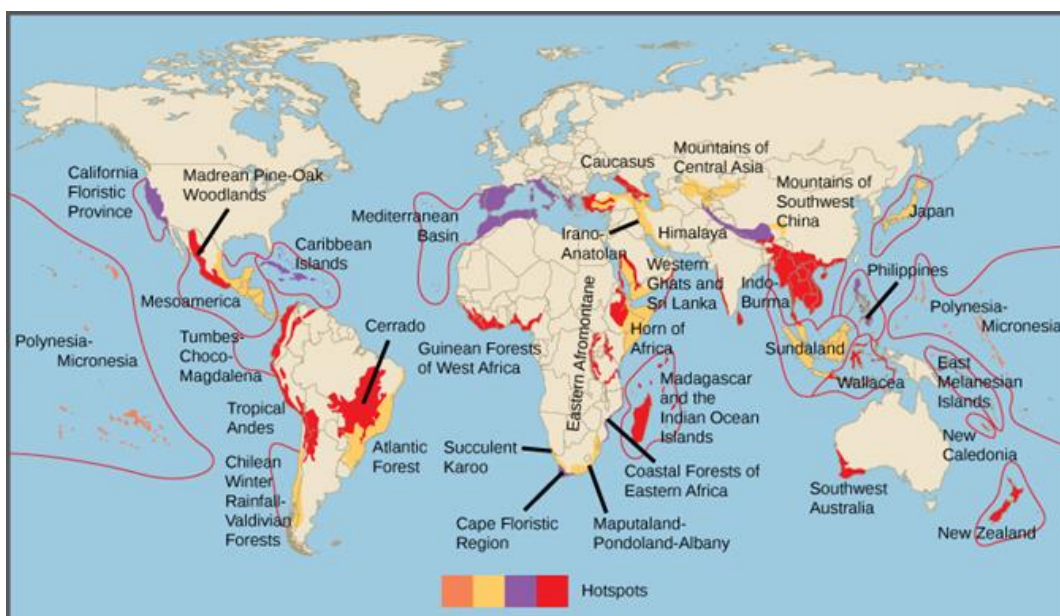 California
Floristic
Province
Madrean Pine-Oak
Woodlands
Caribbean
Islands
Mesoamerica
Polynesia-
Micronesia
Tumbes-
Choco-
Magdalena
Cerrado
Tropical
Andes
Atlantic
Forest
Chilean
Winter
Rainfall-
Valdivian
Forests
Mediterranean
Basin
Caucasus
Irano-
Anatolan
Mountains of
Central Asia
Mountains of
Southwest
China
Himalaya
Japan
Western
Ghats and
Sri Lanka
Indo-
Burma
Philippines
Polynesia-
Micronesia
Guinean Forests
of West Africa
Eastern Afromontane
Horn of
Africa
Sundaland
Wallacea
East
Melanesian
Islands
Madagascar
and the
Indian Ocean
Islands
New
Caledonia
Succulent
Karoo
Coastal Forests of
Eastern Africa
Cape Floristic
Region
Maputaland-
Pondoland-Albany
Southwest
Australia
New Zealand
Hotspots